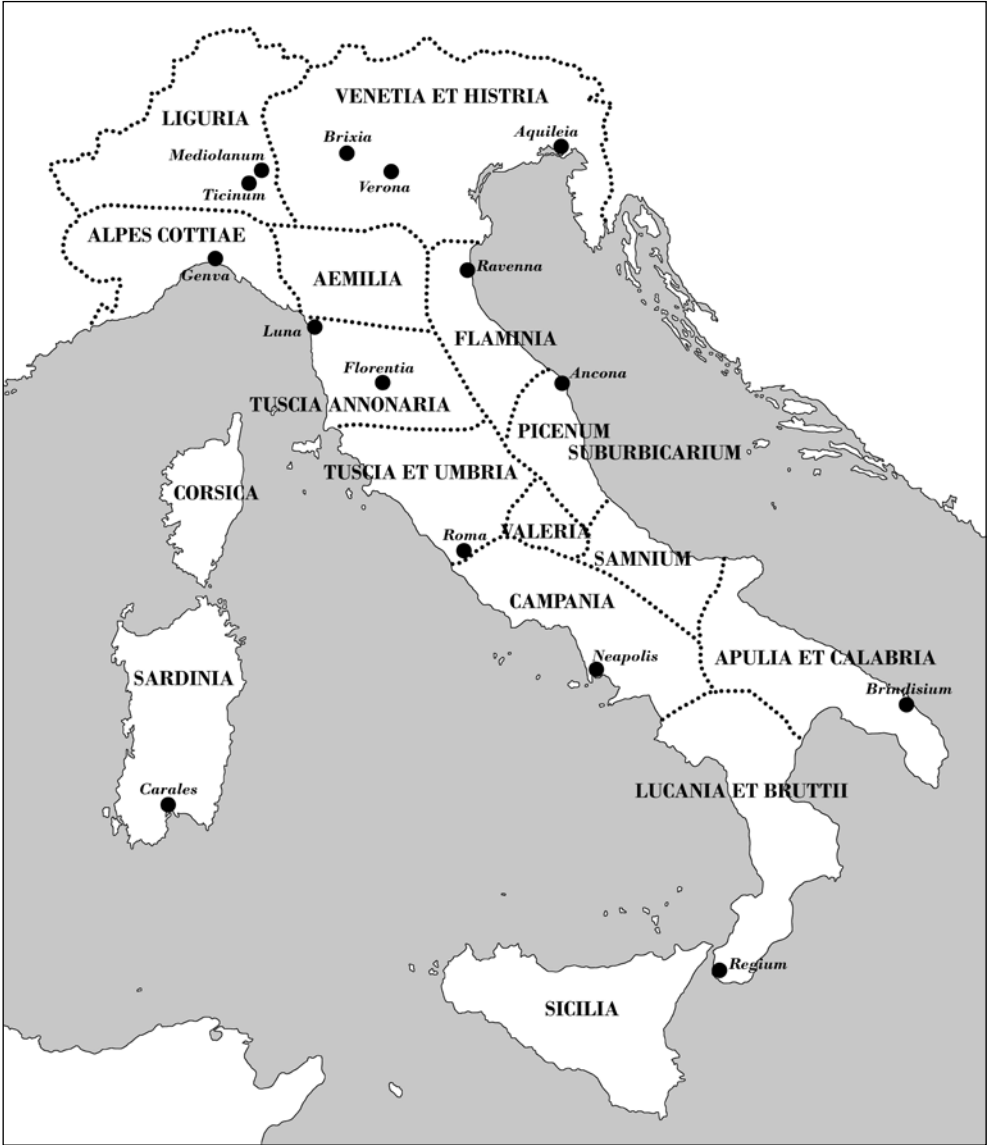 VENETIA ET HISTRIA
LIGURIA
Aquileia
Brixia
Mediolanum
Verona
Ticinum
ALPES COTTIAE
Genva
AEMILIA
Ravenna
Luna
FLAMINIA
Florentia
Ancona
TUSCIA ANNONARIA
PICENUM
SUBURBICARIUM
TUSCIA ET UMBRIA
CORSICA
VALERIA
Roma
SAMNIUM
CAMPANIA
Neapolis
APULIA ET CALABRIA
SARDINIA
Brindisium
Carales
LUCANIA ET BRUTTII
Regium
SICILIA